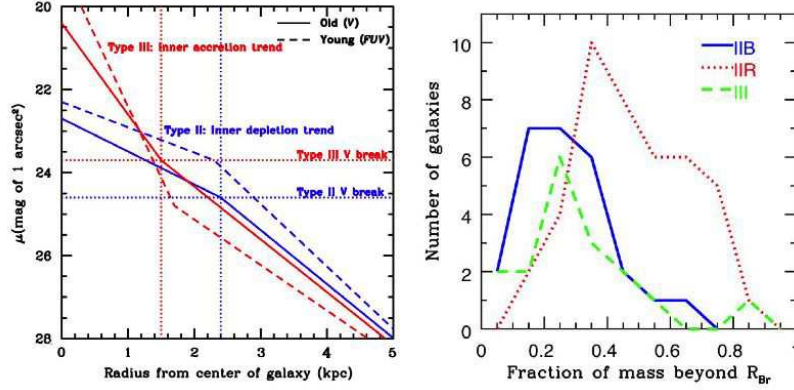 20
22
24
26
28
μ(mag of 1 arcsec²)
0 1 2 3 4 5
Radius from center of galaxy (kpc)
Old (V)
Young (FUV)
Type III: Inner accretion trend
Type II: Inner depletion trend
Type III V break
Type II V break
10
8
6
4
2
0
Number of galaxies
0 0.2 0.4 0.6 0.8 1
Fraction of mass beyond R_Br
IIB
IIR
III